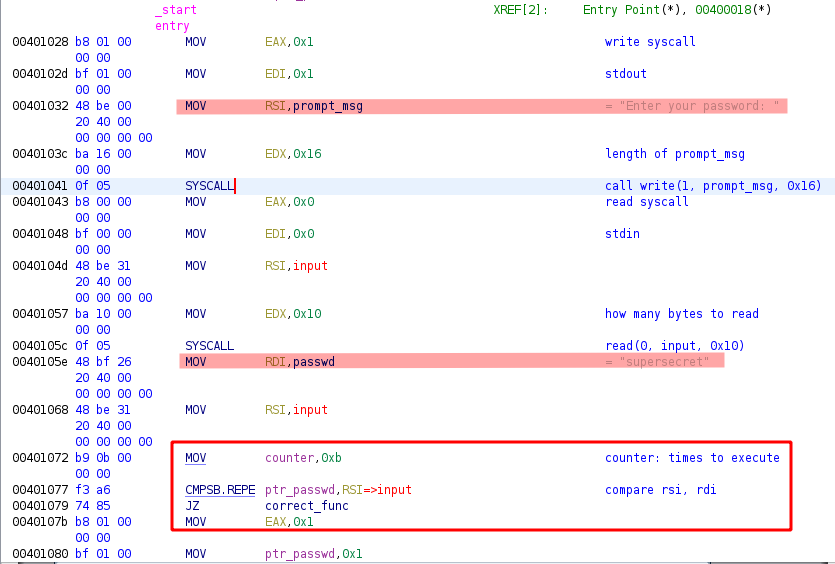 _start XREF[2]: Entry Point(*), 00400018(*)
entry
00401028 b8 01 00 MOV EAX,0x1 write syscall
00 00
0040102d bf 01 00 MOV EDI,0x1 stdout
00 00
00401032 48 be 00 MOV RSI,prompt_msg = "Enter your password: "
20 40 00
00 00 00 00
0040103c ba 16 00 MOV EDX,0x16 length of prompt_msg
00 00
00401041 0f 05 SYSCALL call write(1, prompt_msg, 0x16)
00401043 b8 00 00 MOV EAX,0x0 read syscall
00 00
00401048 bf 00 00 MOV EDI,0x0 stdin
00 00
0040104d 48 be 31 MOV RSI,input
20 40 00
00 00 00 00
00401057 ba 10 00 MOV EDX,0x10 how many bytes to read
00 00
0040105c 0f 05 SYSCALL read(0, input, 0x10)
0040105e 48 bf 26 MOV RDI,passwd = "supersecret"
20 40 00
00 00 00 00
00401068 48 be 31 MOV RSI,input
20 40 00
00 00 00 00
00401072 b9 0b 00 MOV counter,0xb counter: times to execute
00 00
00401077 f3 a6 CMPSB.REPE ptr_passwd,RSI=>input compare rsi, rdi
00401079 74 85 JZ correct_func
0040107b b8 01 00 MOV EAX,0x1
00 00
00401080 bf 01 00 MOV ptr_passwd,0x1